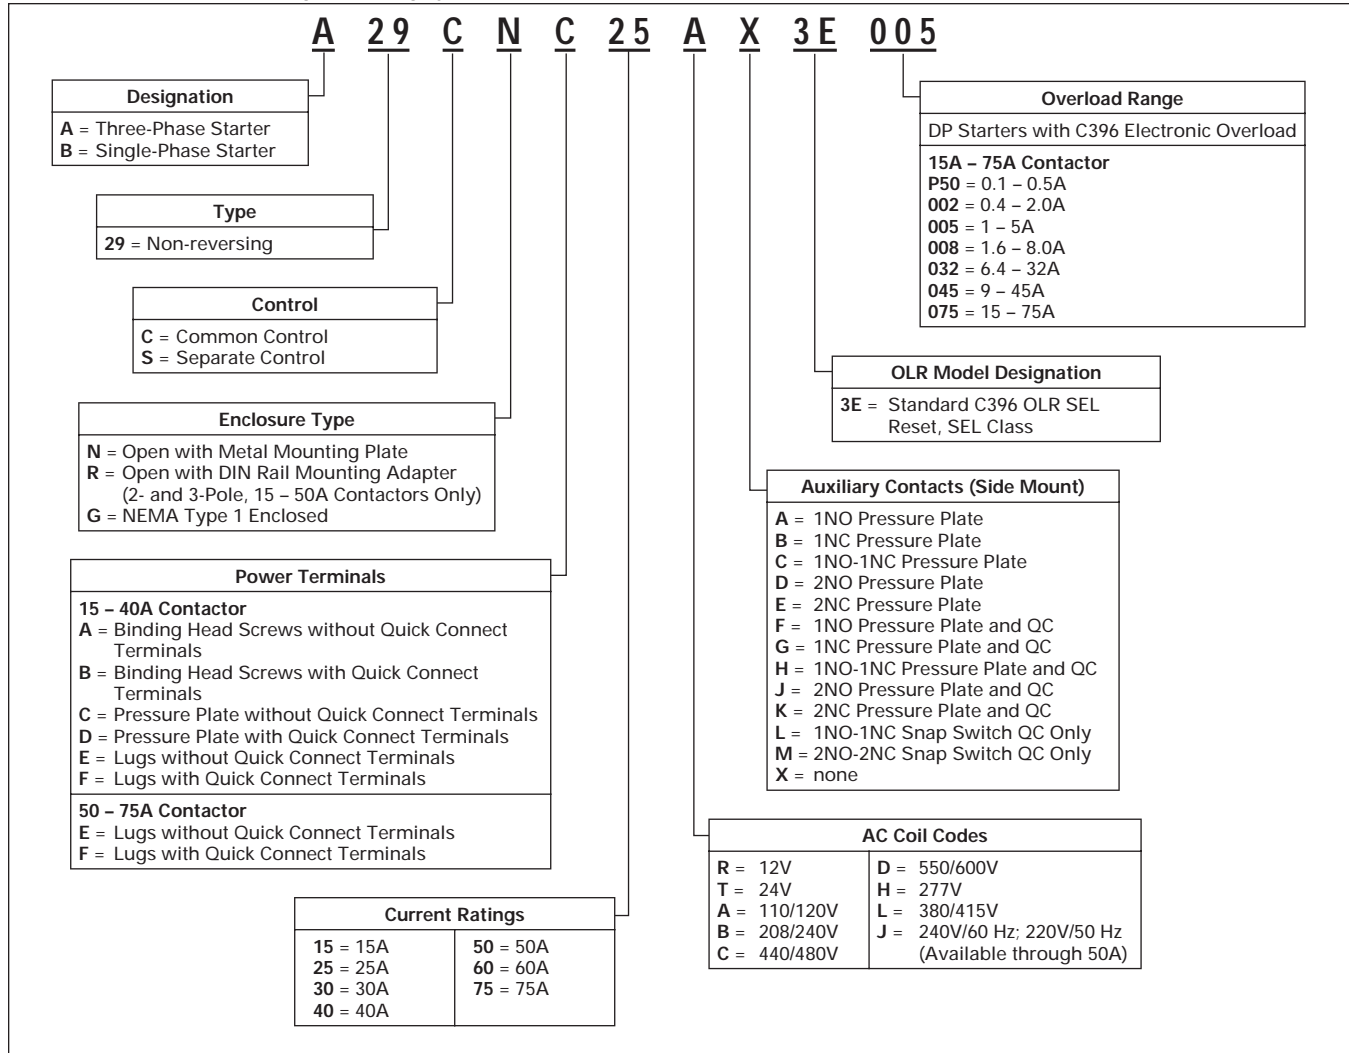 A 29 C N C 25 A X 3E 005
Designation
A = Three-Phase Starter
B = Single-Phase Starter
Type
29 = Non-reversing
Control
C = Common Control
S = Separate Control
Enclosure Type
N = Open with Metal Mounting Plate
R = Open with DIN Rail Mounting Adapter
(2- and 3-Pole, 15 – 50A Contactors Only)
G = NEMA Type 1 Enclosed
Power Terminals
15 – 40A Contactor
A = Binding Head Screws without Quick Connect
Terminals
B = Binding Head Screws with Quick Connect
Terminals
C = Pressure Plate without Quick Connect Terminals
D = Pressure Plate with Quick Connect Terminals
E = Lugs without Quick Connect Terminals
F = Lugs with Quick Connect Terminals
50 – 75A Contactor
E = Lugs without Quick Connect Terminals
F = Lugs with Quick Connect Terminals
Current Ratings
15 = 15A
25 = 25A
30 = 30A
40 = 40A
50 = 50A
60 = 60A
75 = 75A
Overload Range
DP Starters with C396 Electronic Overload
15A – 75A Contactor
P50 = 0.1 – 0.5A
002 = 0.4 – 2.0A
005 = 1 – 5A
008 = 1.6 – 8.0A
032 = 6.4 – 32A
045 = 9 – 45A
075 = 15 – 75A
OLR Model Designation
3E = Standard C396 OLR SEL
Reset, SEL Class
Auxiliary Contacts (Side Mount)
A = 1NO Pressure Plate
B = 1NC Pressure Plate
C = 1NO-1NC Pressure Plate
D = 2NO Pressure Plate
E = 2NC Pressure Plate
F = 1NO Pressure Plate and QC
G = 1NC Pressure Plate and QC
H = 1NO-1NC Pressure Plate and QC
J = 2NO Pressure Plate and QC
K = 2NC Pressure Plate and QC
L = 1NO-1NC Snap Switch QC Only
M = 2NO-2NC Snap Switch QC Only
X = none
AC Coil Codes
R = 12V
T = 24V
A = 110/120V
B = 208/240V
C = 440/480V
D = 550/600V
H = 277V
L = 380/415V
J = 240V/60 Hz; 220V/50 Hz
(Available through 50A)